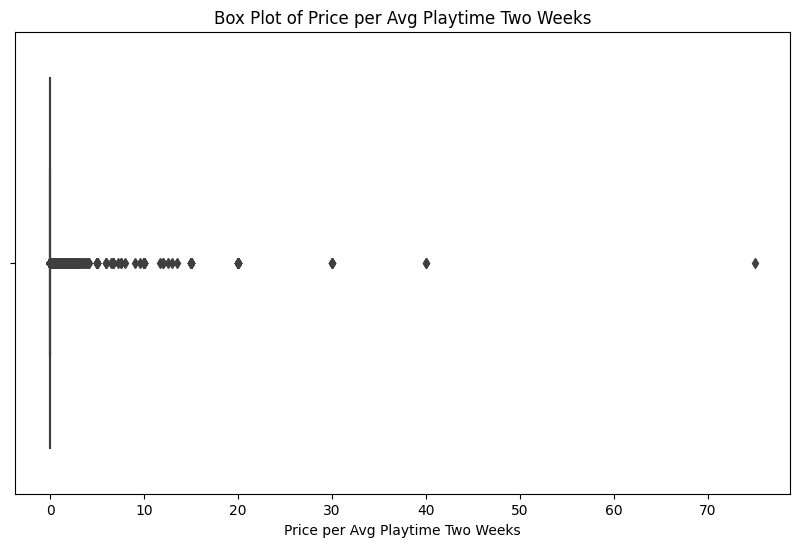 Box Plot of Price per Avg Playtime Two Weeks
0 10 20 30 40 50 60 70
Price per Avg Playtime Two Weeks